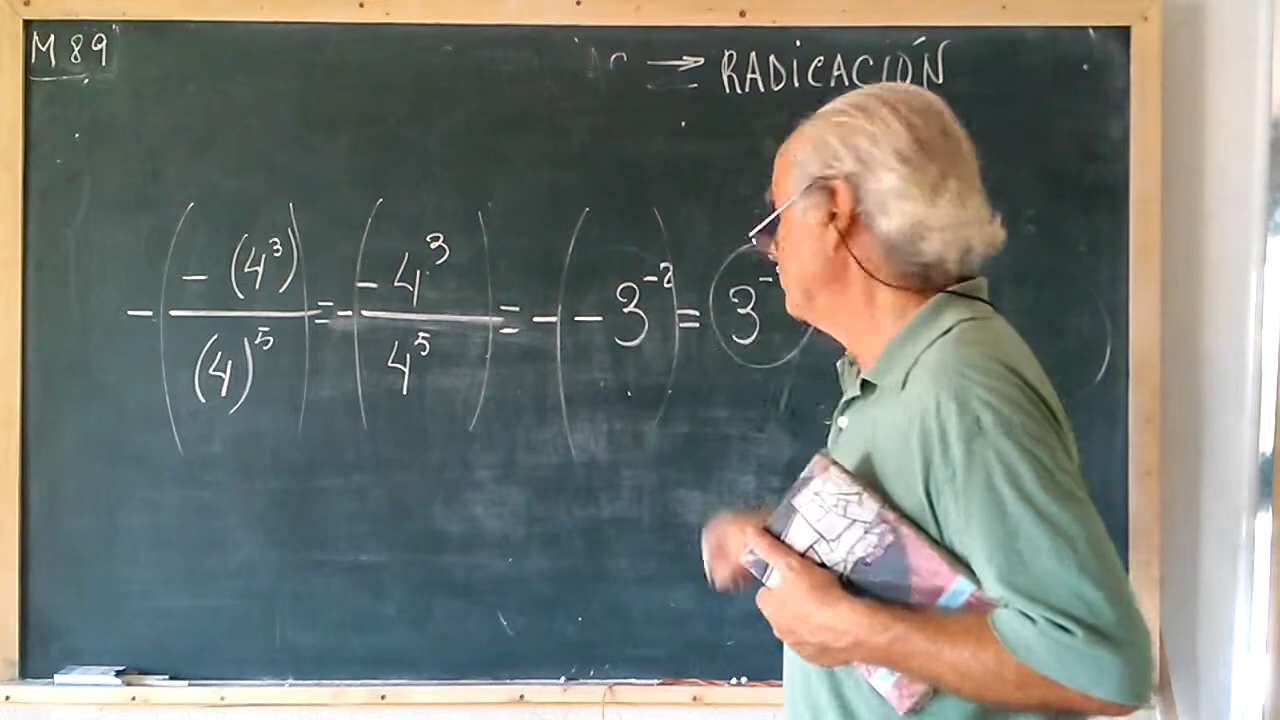 M 89
→ RADICACIÓN
-(-(4³)/(4)⁵) = -(-4³/4⁵) = -(-3⁻²) = 3⁻